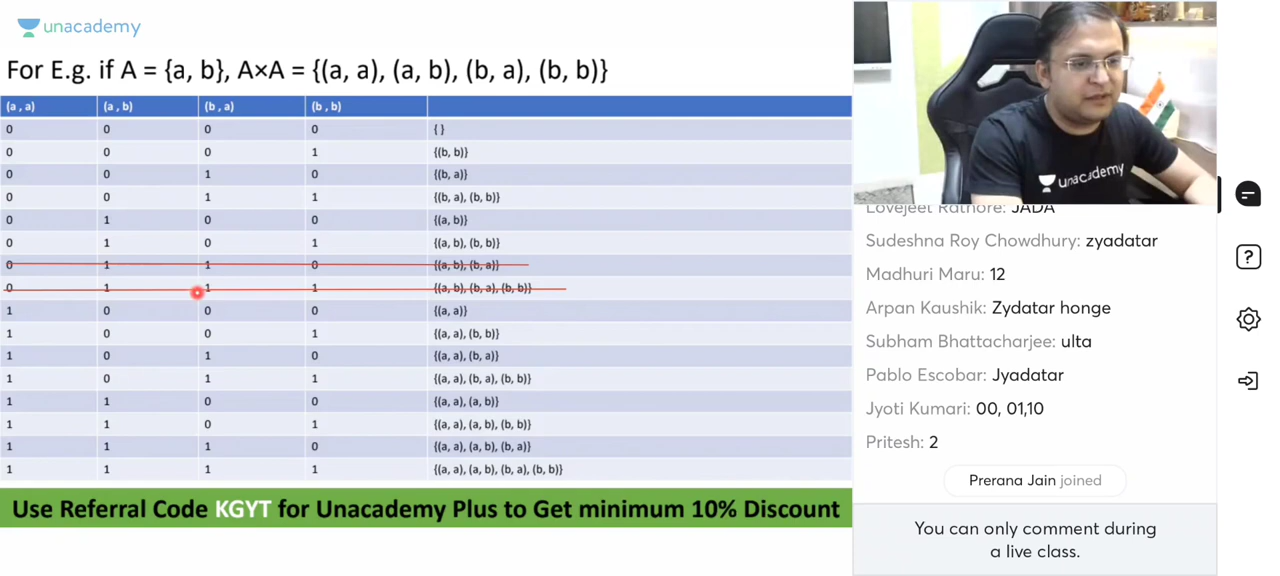 unacademy
For E.g. if A = {a, b}, A×A = {(a, a), (a, b), (b, a), (b, b)}
(a , a) (a , b) (b , a) (b , b)
0 0 0 0 { }
0 0 0 1 {(b, b)}
0 0 1 0 {(b, a)}
0 0 1 1 {(b, a), (b, b)}
0 1 0 0 {(a, b)}
0 1 0 1 {(a, b), (b, b)}
0 1 1 0 {(a, b), (b, a)}
0 1 1 1 {(a, b), (b, a), (b, b)}
1 0 0 0 {(a, a)}
1 0 0 1 {(a, a), (b, b)}
1 0 1 0 {(a, a), (b, a)}
1 0 1 1 {(a, a), (b, a), (b, b)}
1 1 0 0 {(a, a), (a, b)}
1 1 0 1 {(a, a), (a, b), (b, b)}
1 1 1 0 {(a, a), (a, b), (b, a)}
1 1 1 1 {(a, a), (a, b), (b, a), (b, b)}
Use Referral Code KGYT for Unacademy Plus to Get minimum 10% Discount
unacademy
Lovejeet Rathore: JADA
Sudeshna Roy Chowdhury: zyadatar
Madhuri Maru: 12
Arpan Kaushik: Zydatar honge
Subham Bhattacharjee: ulta
Pablo Escobar: Jyadatar
Jyoti Kumari: 00, 01,10
Pritesh: 2
Prerana Jain joined
You can only comment during
a live class.
?